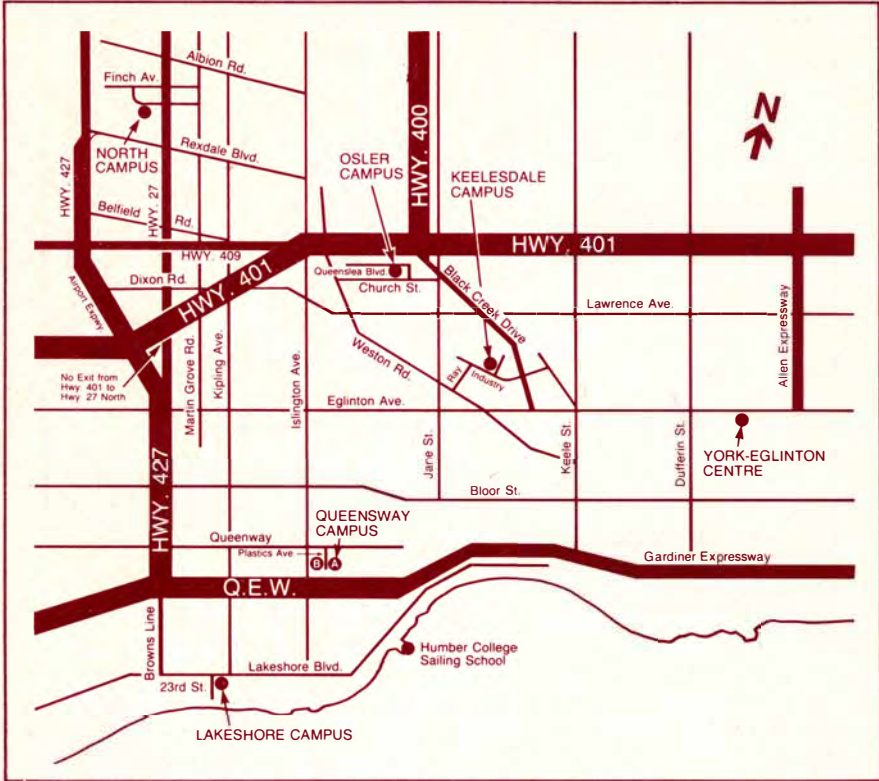 Albion Rd.
Finch Av.
NORTH
CAMPUS
Rexdale Blvd.
HWY. 427
HWY. 27
Belfield Rd.
HWY. 409
OSLER
CAMPUS
HWY. 400
KEELESDALE
CAMPUS
N
HWY. 401
HWY. 401
Dixon Rd.
Airport Expwy
Queenslea Blvd.
Church St.
Black Creek Drive
Lawrence Ave.
Allen Expressway
No Exit from
Hwy. 401 to
Hwy 27 North
Martin Grove Rd.
Kipling Ave.
Islington Ave.
Weston Rd.
Ray
Industry
Eglinton Ave.
Jane St.
Keele St.
Dufferin St.
YORK-EGLINTON
CENTRE
HWY. 427
Bloor St.
QUEENSWAY
CAMPUS
Queenway
Plastics Ave
B
A
Gardiner Expressway
Q.E.W.
Browns Line
Humber College
Sailing School
Lakeshore Blvd.
23rd St.
LAKESHORE CAMPUS